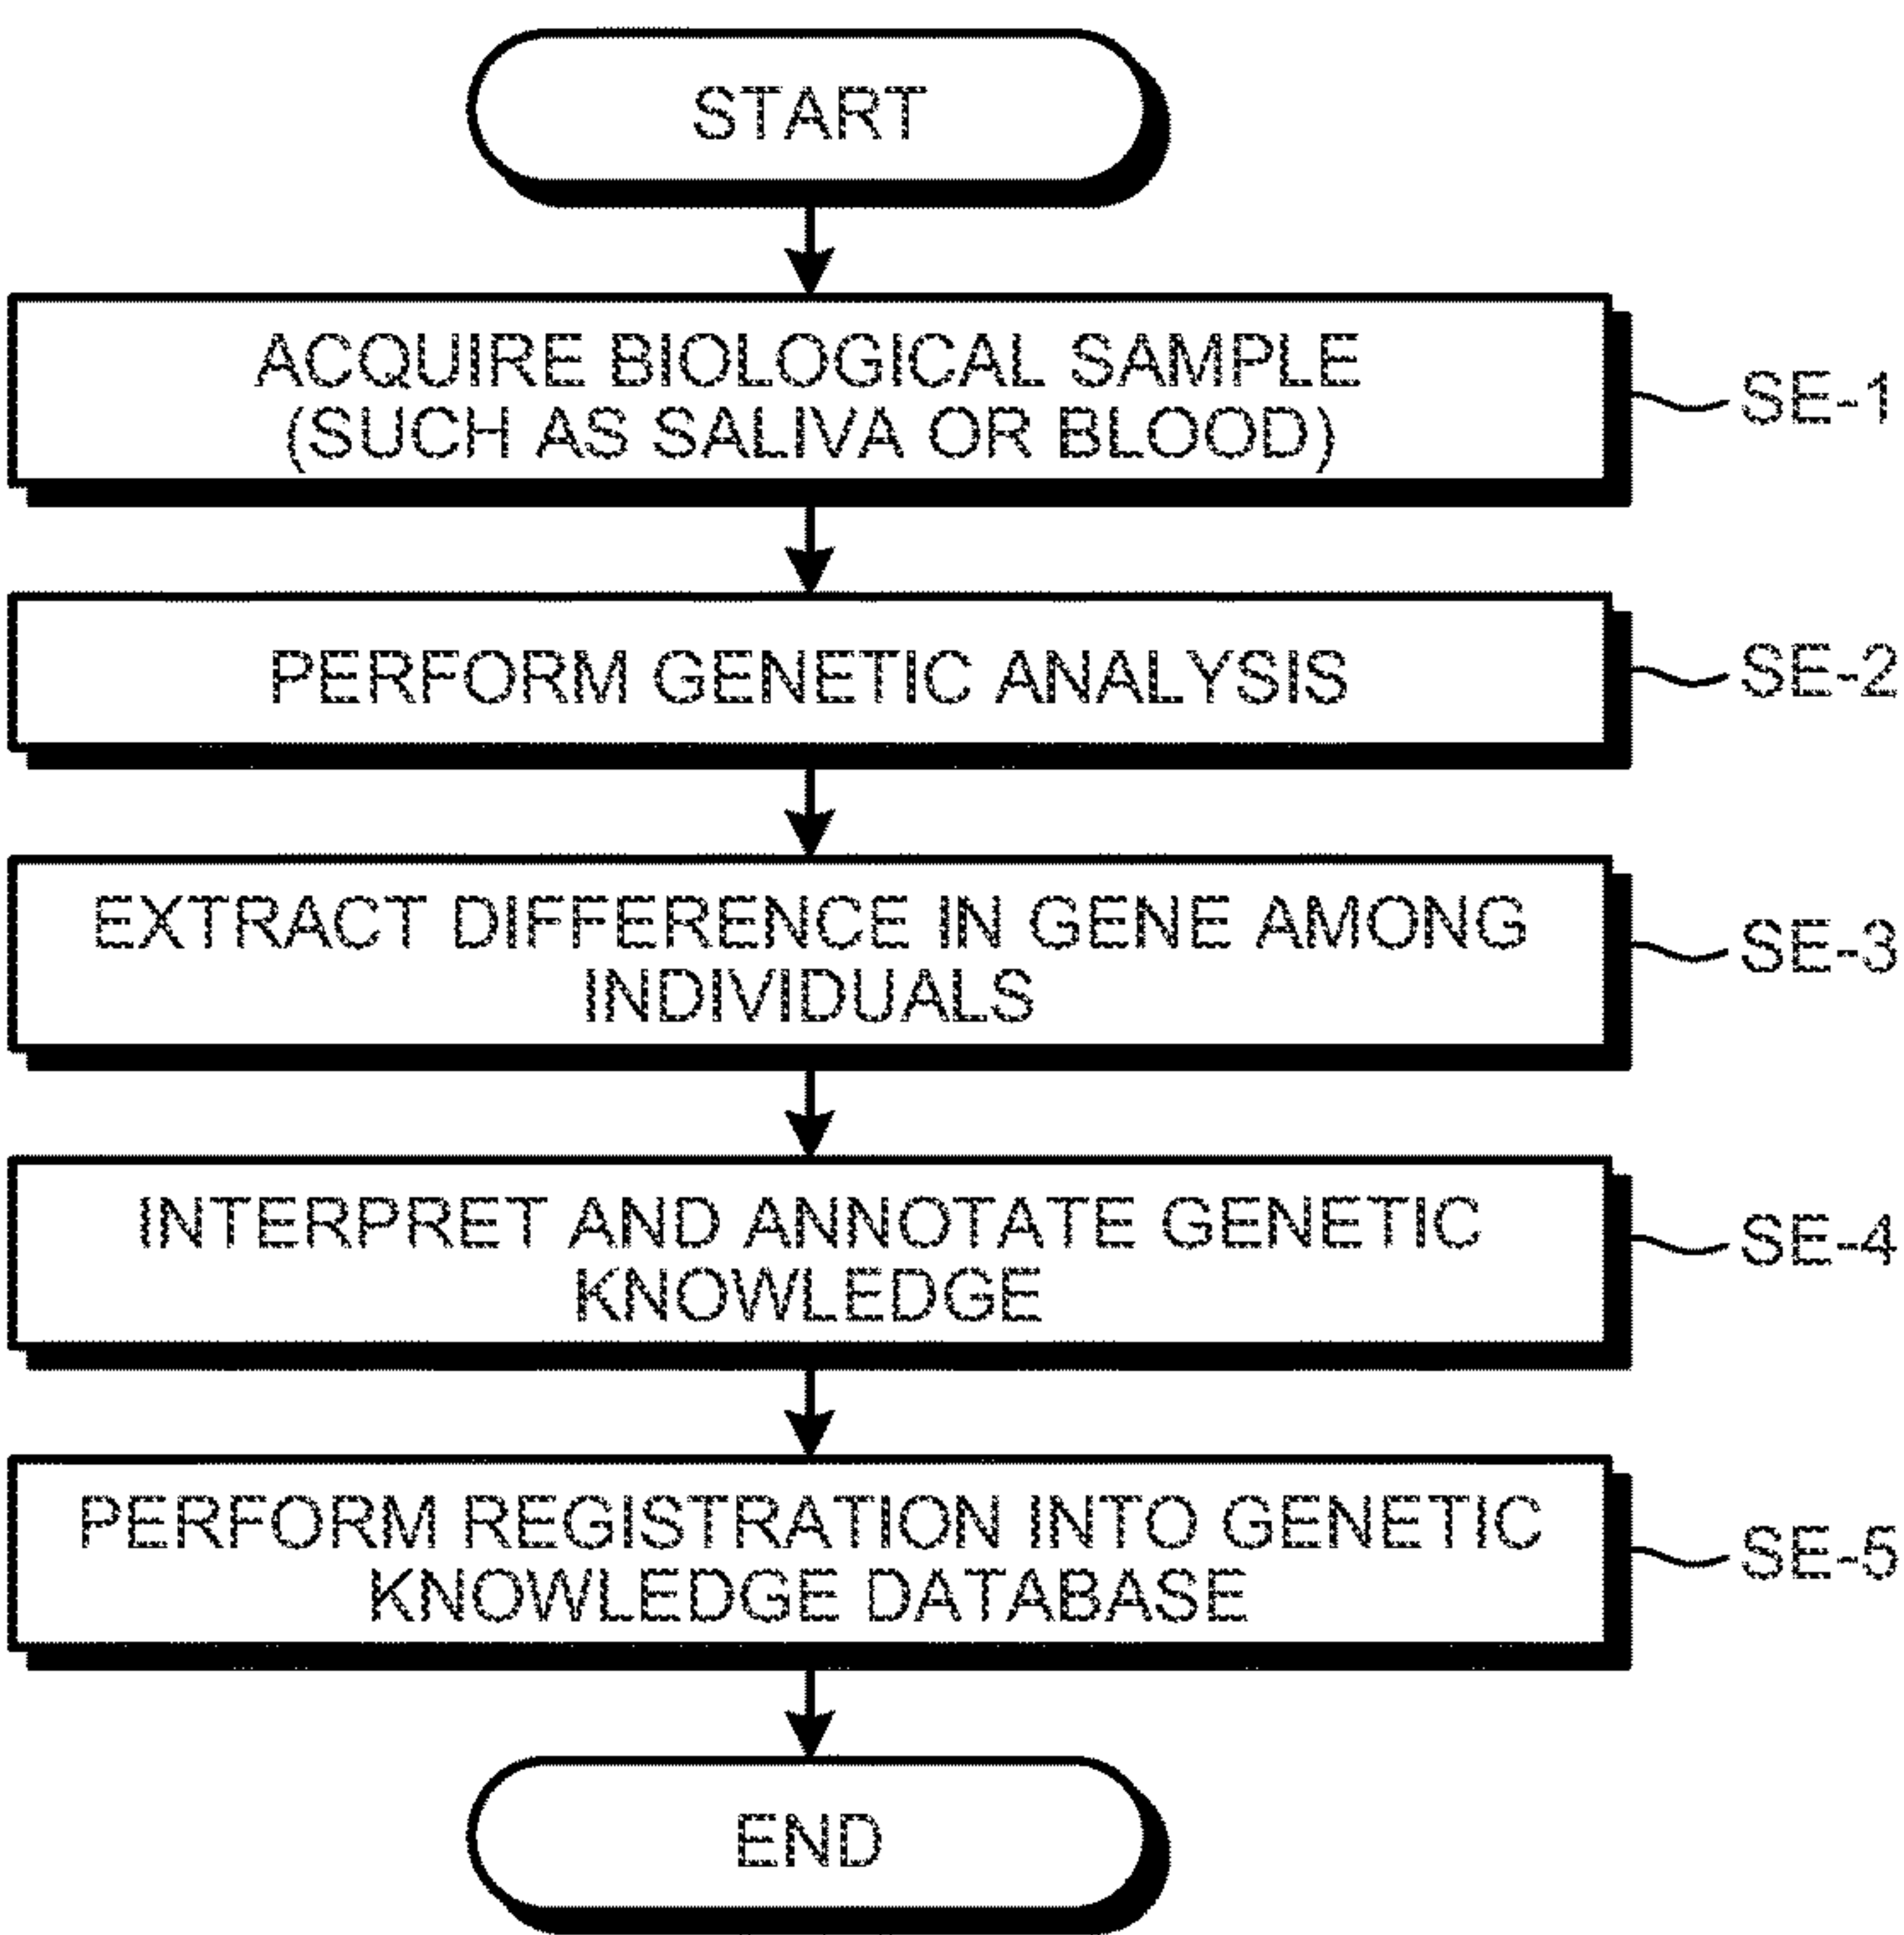 START
ACQUIRE BIOLOGICAL SAMPLE
(SUCH AS SALIVA OR BLOOD)
SE-1
PERFORM GENETIC ANALYSIS
SE-2
EXTRACT DIFFERENCE IN GENE AMONG
INDIVIDUALS
SE-3
INTERPRET AND ANNOTATE GENETIC
KNOWLEDGE
SE-4
PERFORM REGISTRATION INTO GENETIC
KNOWLEDGE DATABASE
SE-5
END